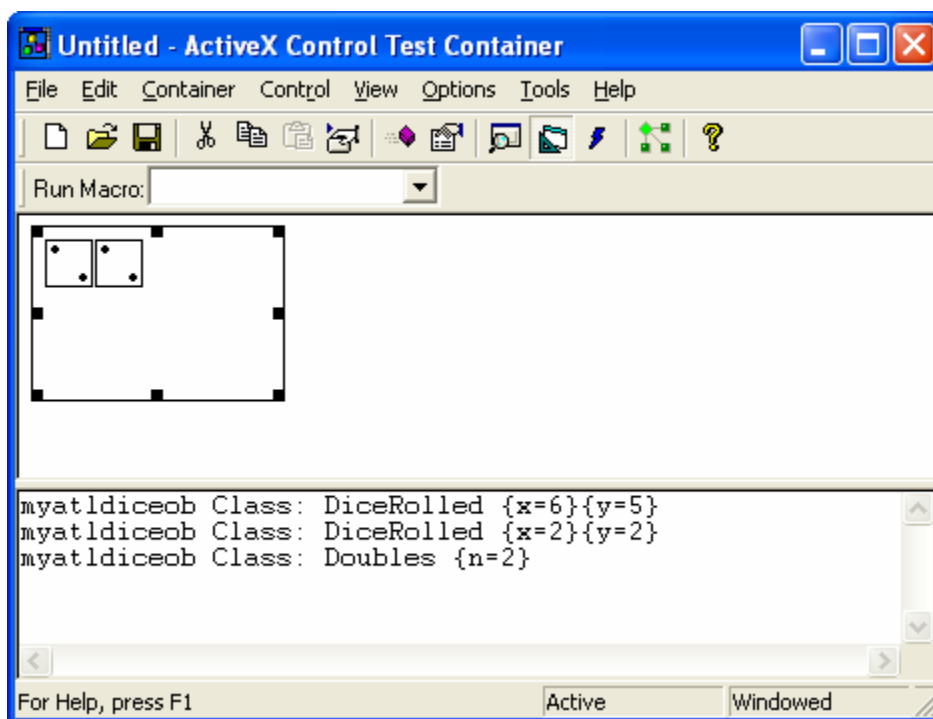 Untitled - ActiveX Control Test Container
File Edit Container Control View Options Tools Help
Run Macro:
myatldiceob Class: DiceRolled {x=6}{y=5}
myatldiceob Class: DiceRolled {x=2}{y=2}
myatldiceob Class: Doubles {n=2}
For Help, press F1 Active Windowed